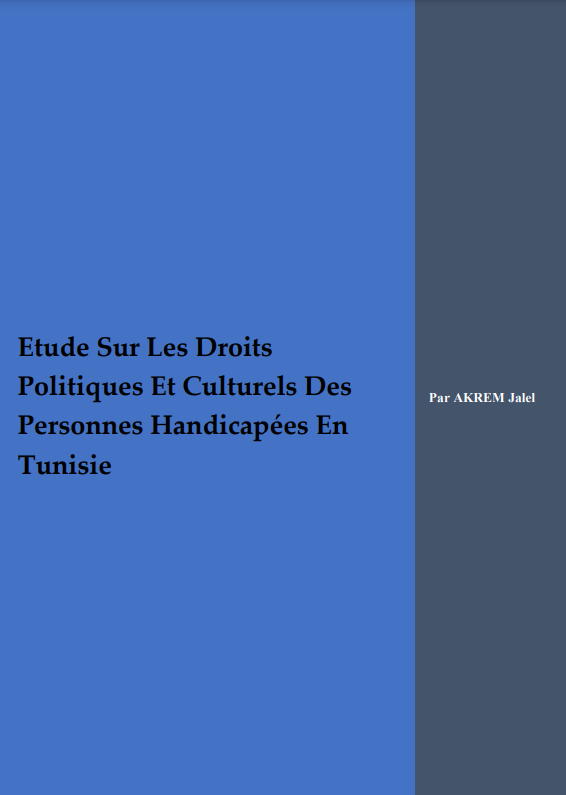 Etude Sur Les Droits
Politiques Et Culturels Des
Personnes Handicapées En
Tunisie
Par AKREM Jalel